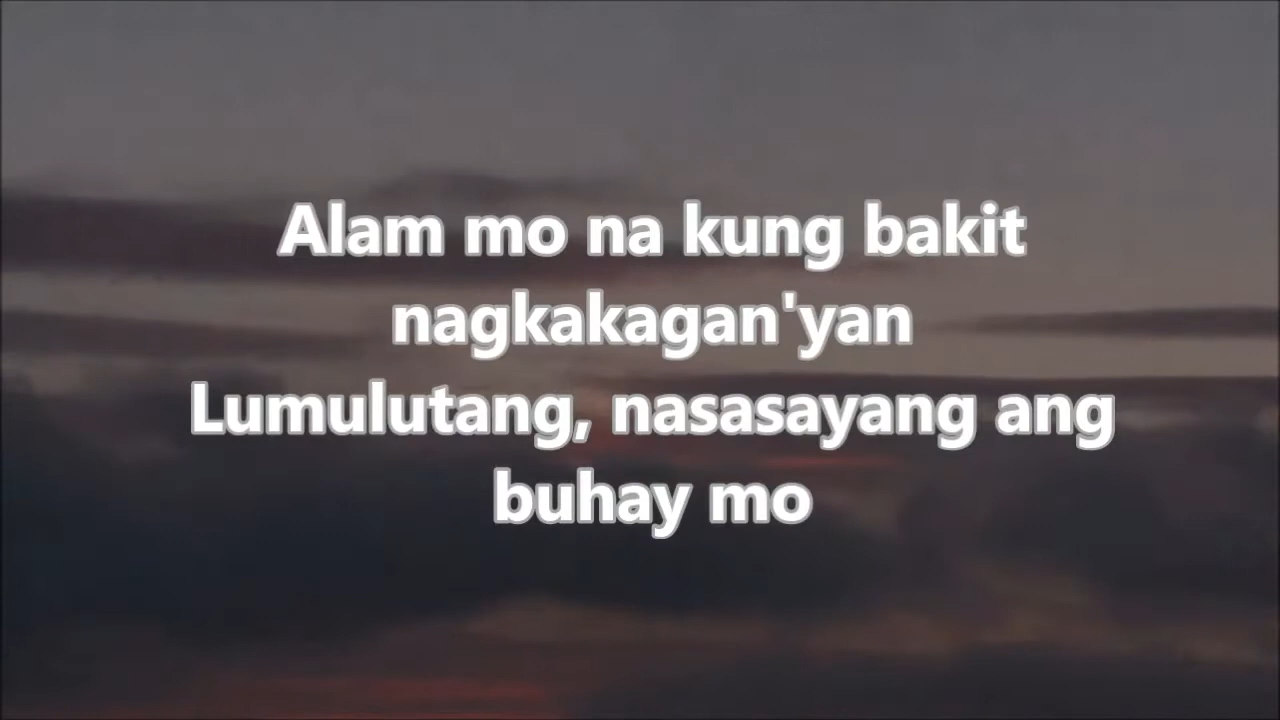 Alam mo na kung bakit
nagkakagan'yan
Lumulutang, nasasayang ang
buhay mo